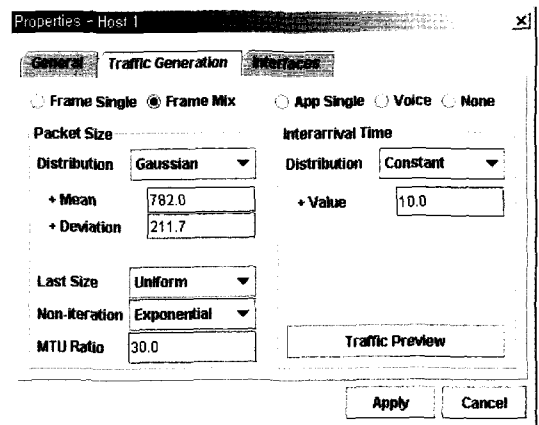 Properties - Host 1
General Traffic Generation Interfaces
Frame Single Frame Mix App Single Voice None
Packet Size
Distribution Gaussian
+ Mean 782.0
+ Deviation 211.7
Last Size Uniform
Non-iteration Exponential
MTU Ratio 30.0
Interarrival Time
Distribution Constant
+ Value 10.0
Traffic Preview
Apply Cancel